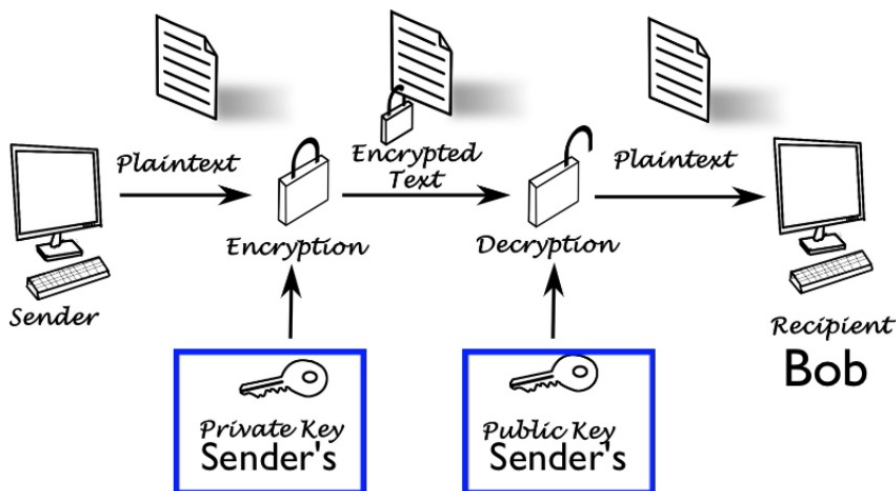 Plaintext
Encrypted
Text
Plaintext
Encryption
Decryption
Sender
Recipient
Bob
Private Key
Sender's
Public Key
Sender's